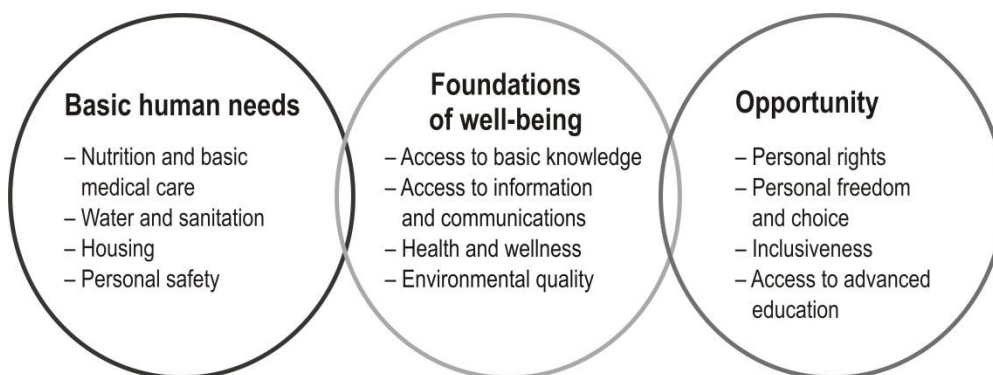 Basic human needs
– Nutrition and basic
medical care
– Water and sanitation
– Housing
– Personal safety
Foundations
of well-being
– Access to basic knowledge
– Access to information
and communications
– Health and wellness
– Environmental quality
Opportunity
– Personal rights
– Personal freedom
and choice
– Inclusiveness
– Access to advanced
education